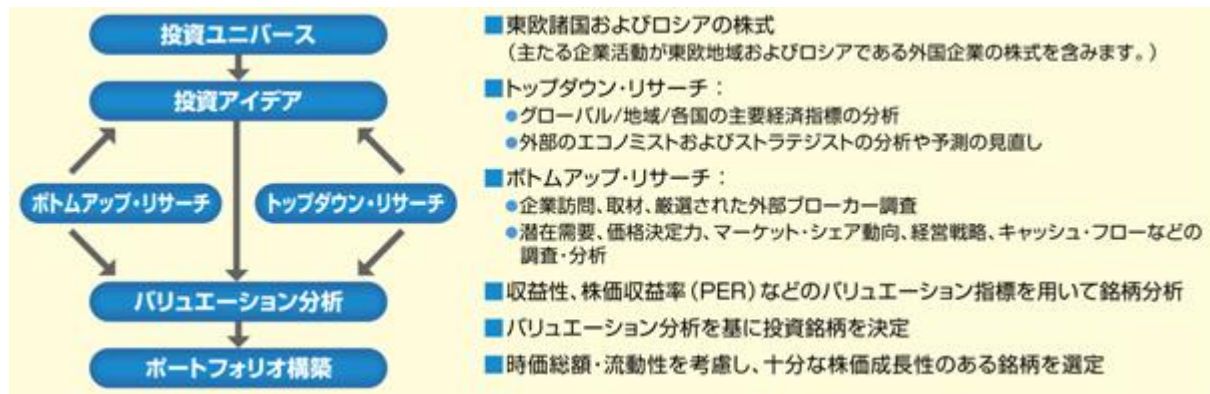 投資ユニバース
投資アイデア
ボトムアップ・リサーチ
トップダウン・リサーチ
バリュエーション分析
ポートフォリオ構築
■東欧諸国およびロシアの株式
（主たる企業活動が東欧地域およびロシアである外国企業の株式を含みます。）
■トップダウン・リサーチ：
●グローバル/地域/各国の主要経済指標の分析
●外部のエコノミストおよびストラテジストの分析や予測の見直し
■ボトムアップ・リサーチ：
●企業訪問、取材、厳選された外部ブローカー調査
●潜在需要、価格決定力、マーケット・シェア動向、経営戦略、キャッシュ・フローなどの
調査・分析
■収益性、株価収益率（PER）などのバリュエーション指標を用いて銘柄分析
■バリュエーション分析を基に投資銘柄を決定
■時価総額・流動性を考慮し、十分な株価成長性のある銘柄を選定